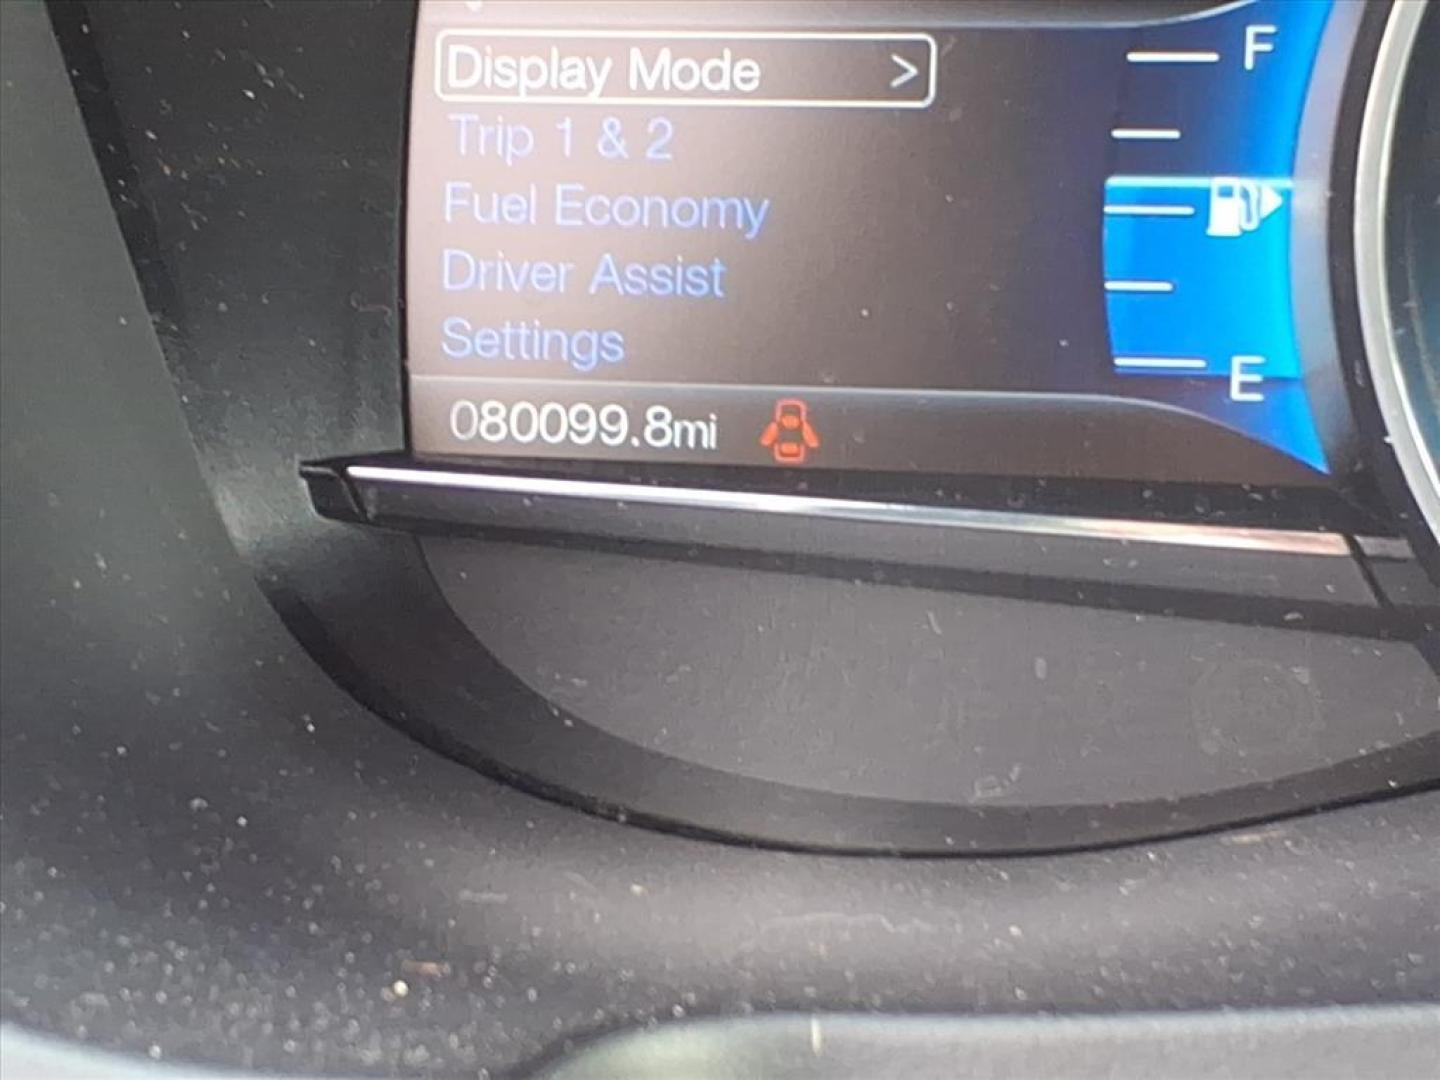 Display Mode >
Trip 1 & 2
Fuel Economy
Driver Assist
Settings
080099.8mi
F
E